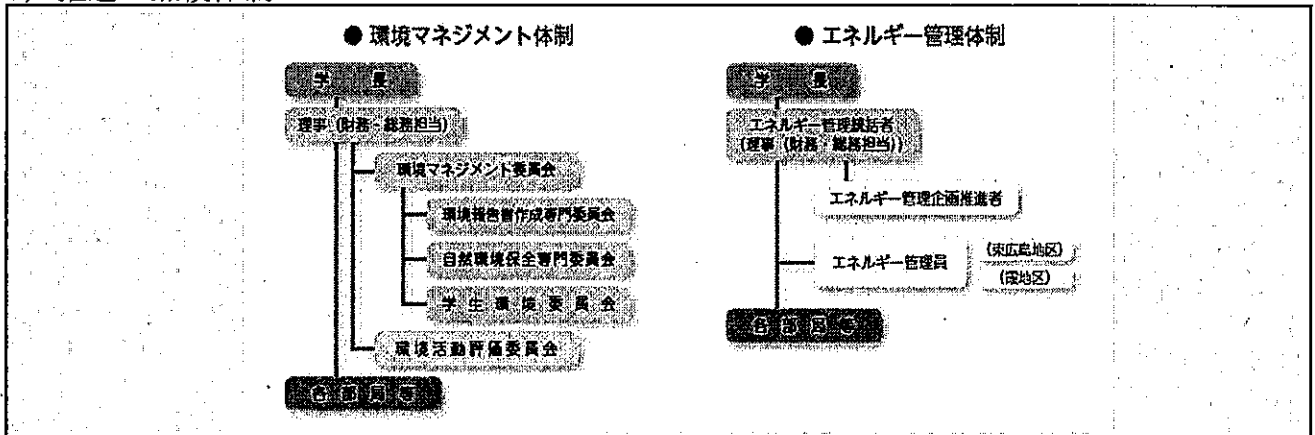 ● 環境マネジメント体制
学　長
理事（財務・総務担当）
環境マネジメント委員会
環境報告書作成専門委員会
自然環境保全専門委員会
学生環境委員会
環境活動評価委員会
各部局等
● エネルギー管理体制
学　長
エネルギー管理統括者
（理事（財務・総務担当））
エネルギー管理企画推進者
エネルギー管理員
（東広島地区）
（霞地区）
各部局等